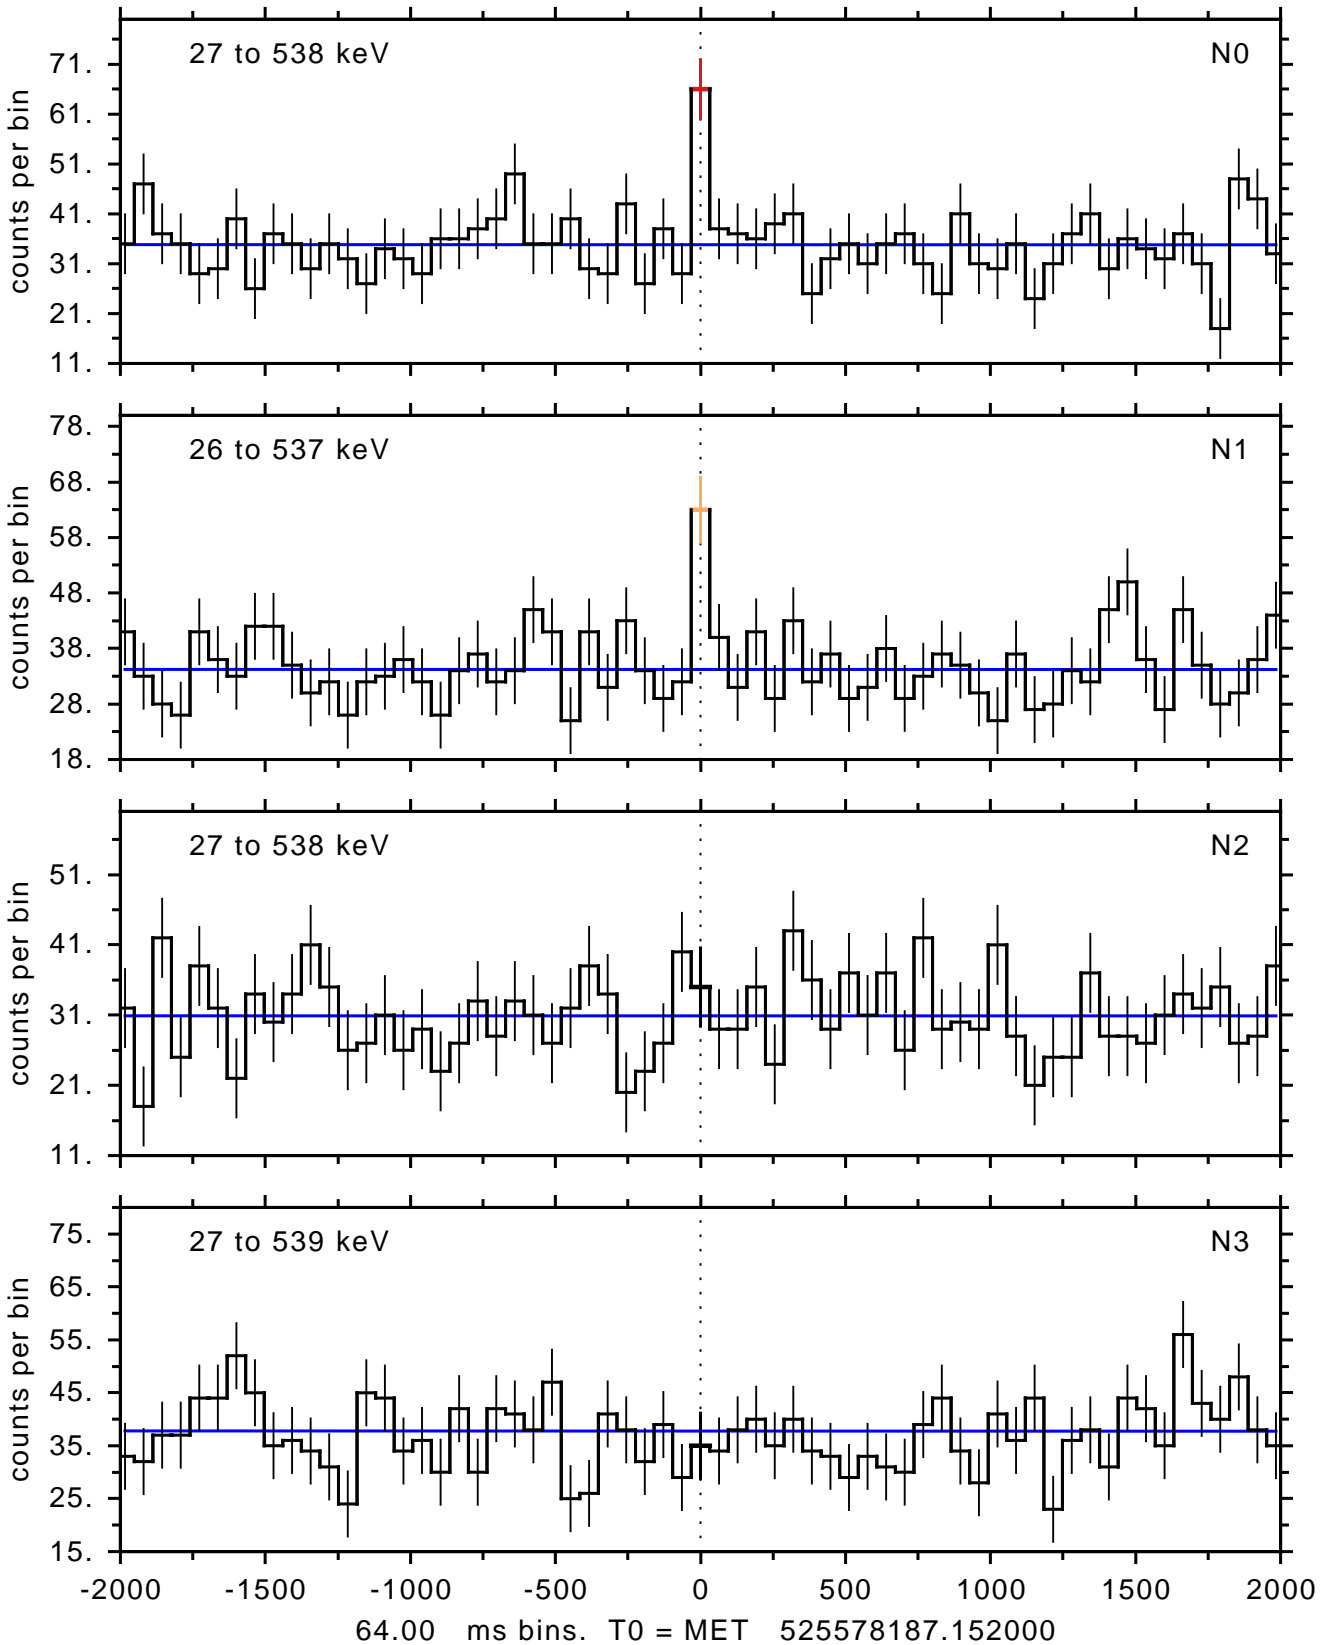 27 to 538 keV N0
71.
61.
51.
41.
31.
21.
11.
counts per bin
26 to 537 keV N1
78.
68.
58.
48.
38.
28.
18.
counts per bin
27 to 538 keV N2
51.
41.
31.
21.
11.
counts per bin
27 to 539 keV N3
75.
65.
55.
45.
35.
25.
15.
counts per bin
-2000 -1500 -1000 -500 0 500 1000 1500 2000
64.00 ms bins. T0 = MET 525578187.152000